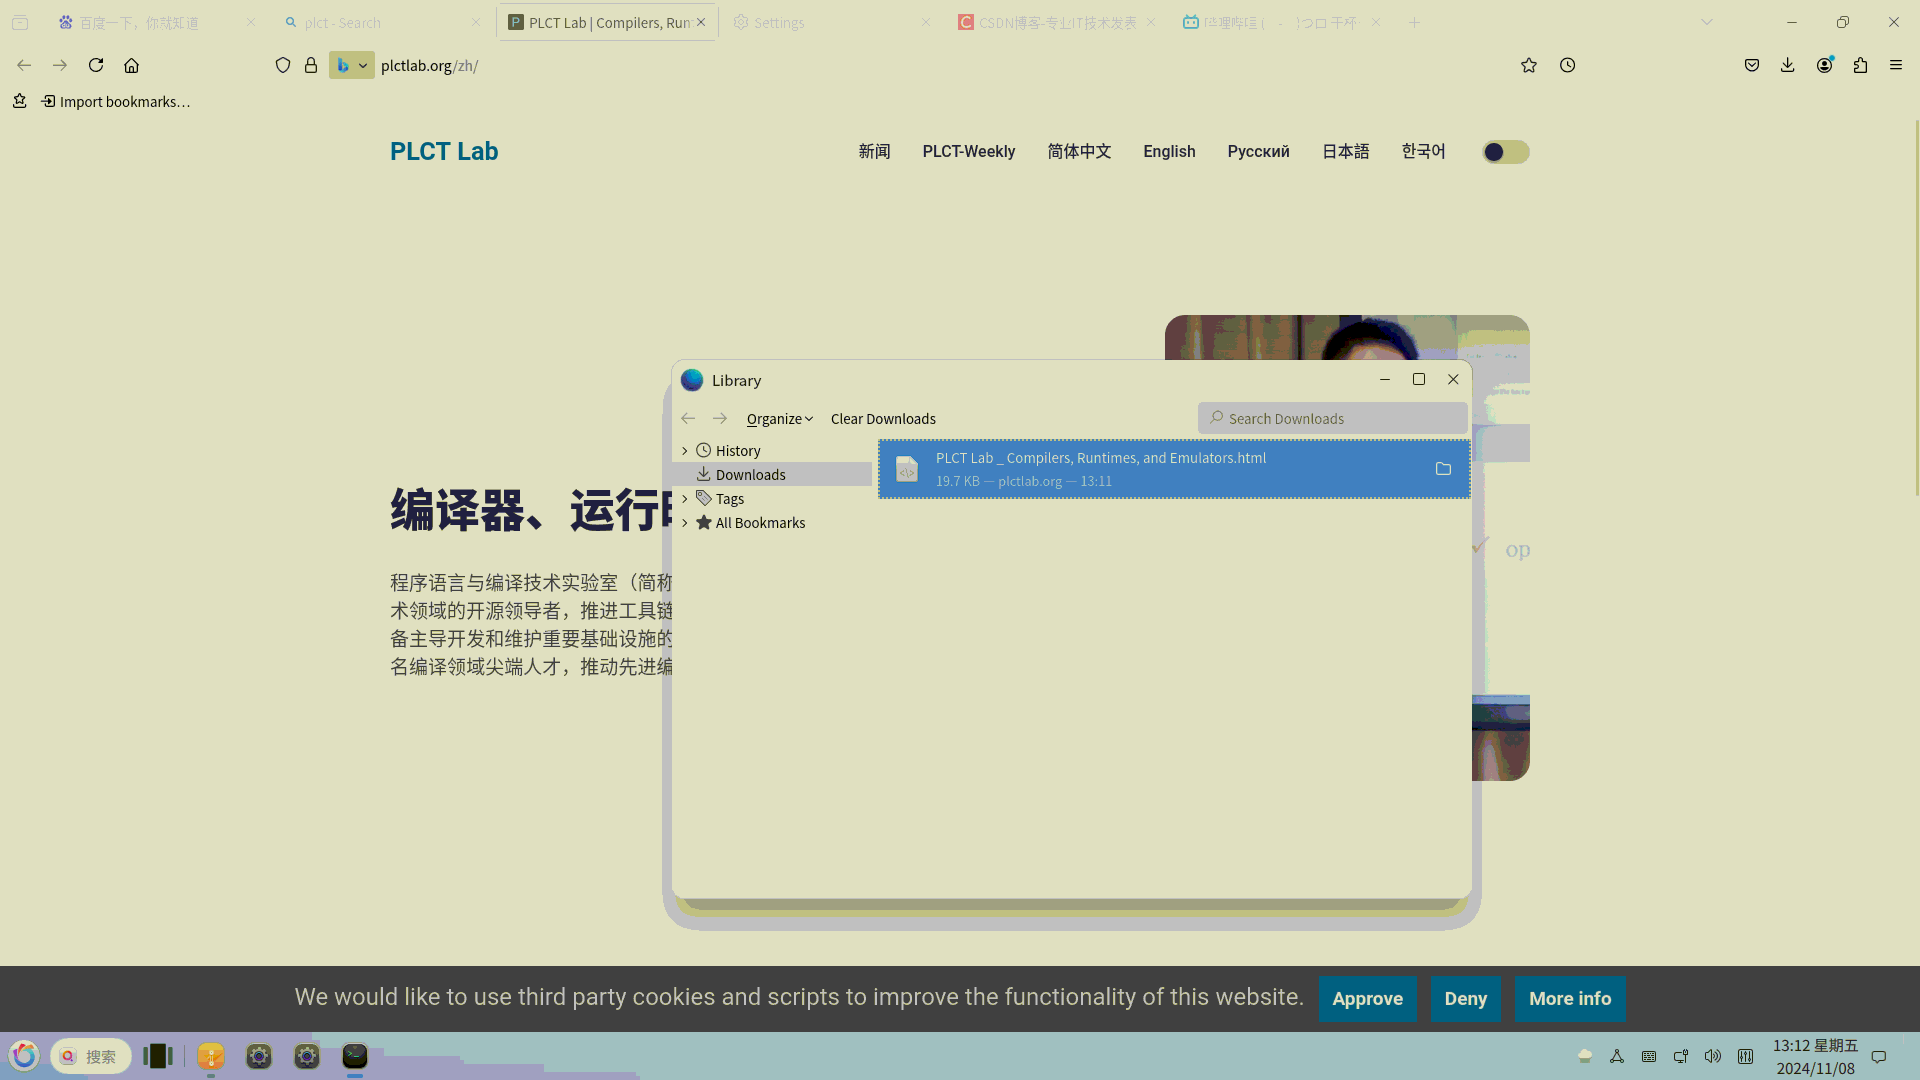 百度一下，你就知道
plct - Search
PLCT Lab | Compilers, Run
Settings
CSDN博客-专业IT技术发表
plctlab.org/zh/
Import bookmarks…
PLCT Lab
新闻
PLCT-Weekly
简体中文
English
Русский
日本語
한국어
Library
Organize
Clear Downloads
Search Downloads
History
Downloads
Tags
All Bookmarks
PLCT Lab _ Compilers, Runtimes, and Emulators.html
19.7 KB — plctlab.org — 13:11
编译器、运行
程序语言与编译技术实验室（简称
术领域的开源领导者，推进工具链
备主导开发和维护重要基础设施的
名编译领域尖端人才，推动先进编
op
We would like to use third party cookies and scripts to improve the functionality of this website.
Approve
Deny
More info
搜索
13:12 星期五
2024/11/08